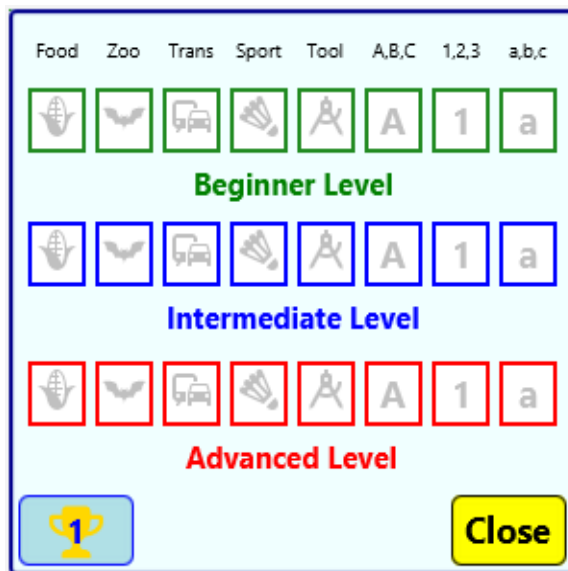 Food Zoo Trans Sport Tool A,B,C 1,2,3 a,b,c
A 1 a
Beginner Level
A 1 a
Intermediate Level
A 1 a
Advanced Level
1 Close